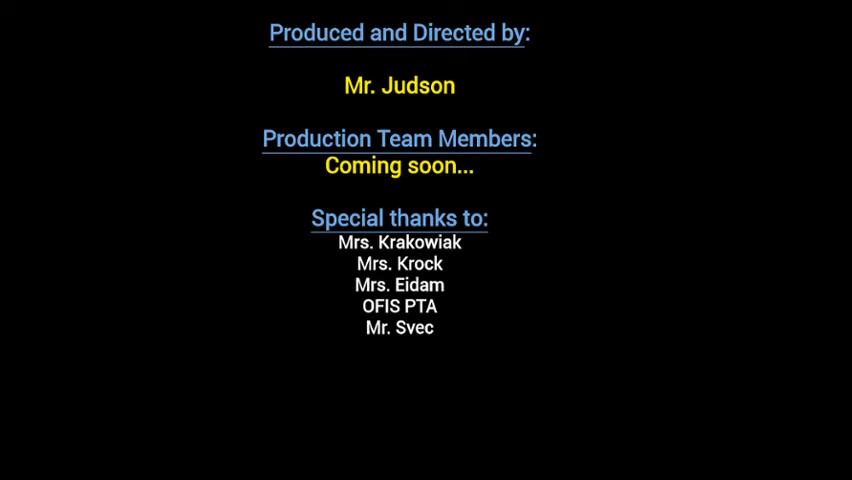 Produced and Directed by:
Mr. Judson
Production Team Members:
Coming soon...
Special thanks to:
Mrs. Krakowiak
Mrs. Krock
Mrs. Eidam
OFIS PTA
Mr. Svec